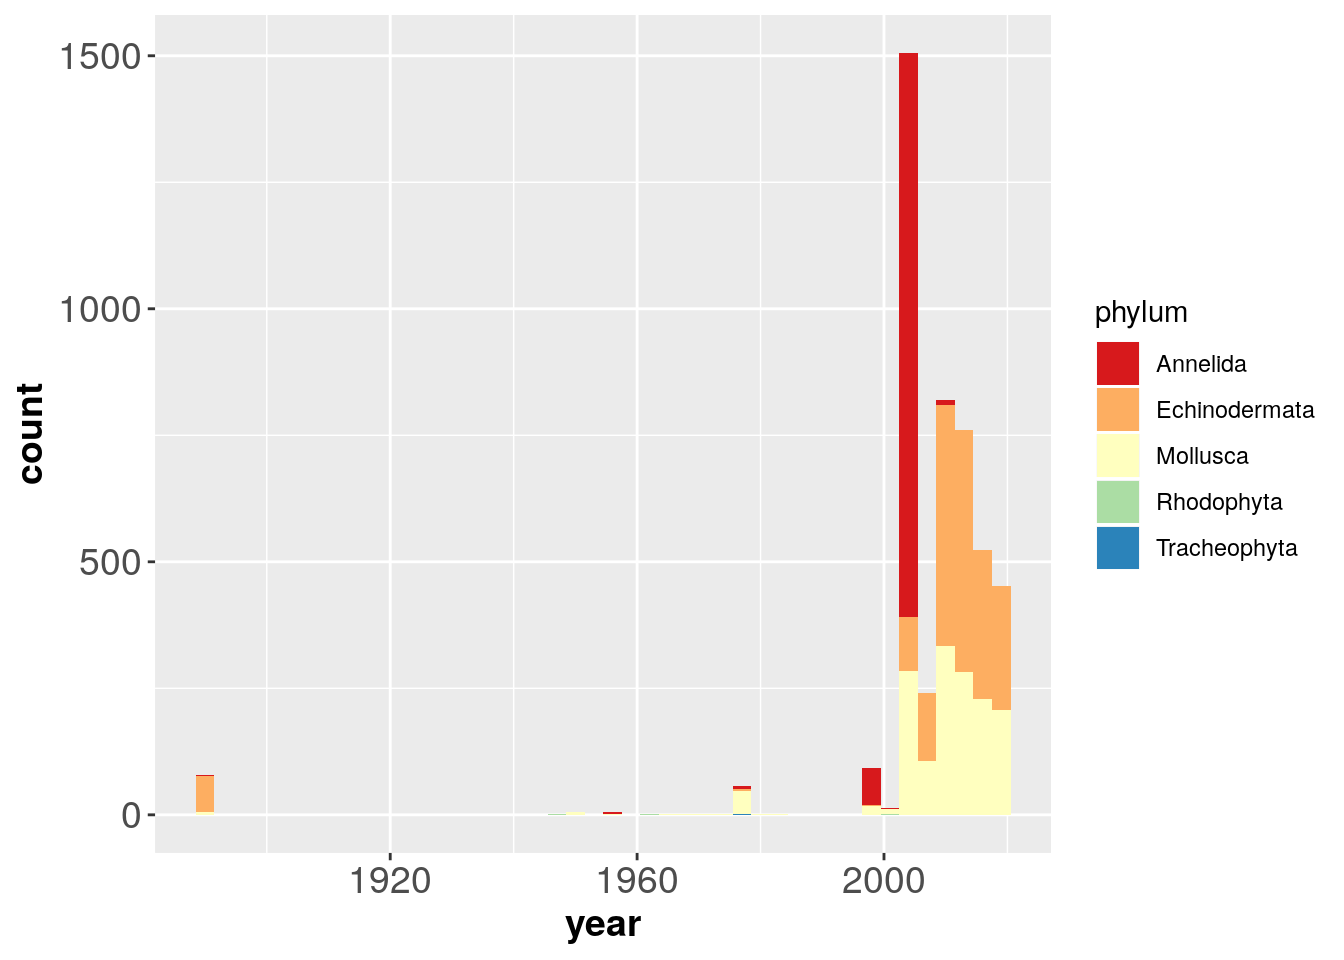 1500
1000
500
0
count
1920
1960
2000
year
phylum
Annelida
Echinodermata
Mollusca
Rhodophyta
Tracheophyta